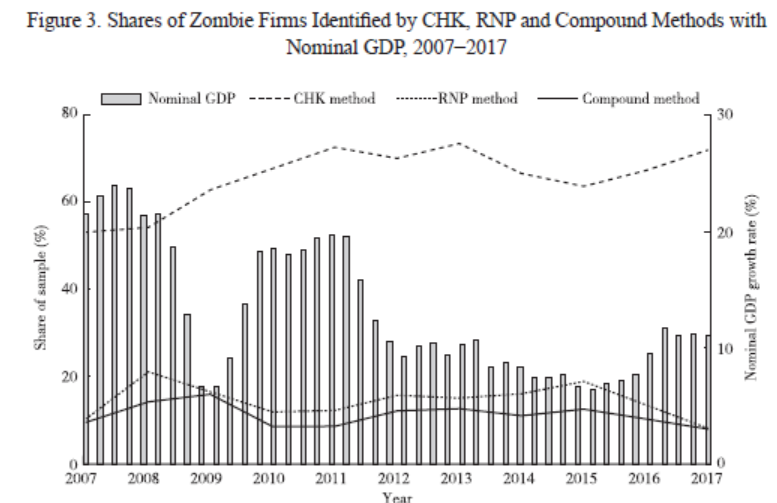 Figure 3. Shares of Zombie Firms Identified by CHK, RNP and Compound Methods with
Nominal GDP, 2007–2017
Nominal GDP CHK method RNP method Compound method
80 30
60
20
40
10
20
0 0
Share of sample (%)
Nominal GDP growth rate (%)
2007 2008 2009 2010 2011 2012 2013 2014 2015 2016 2017
Year